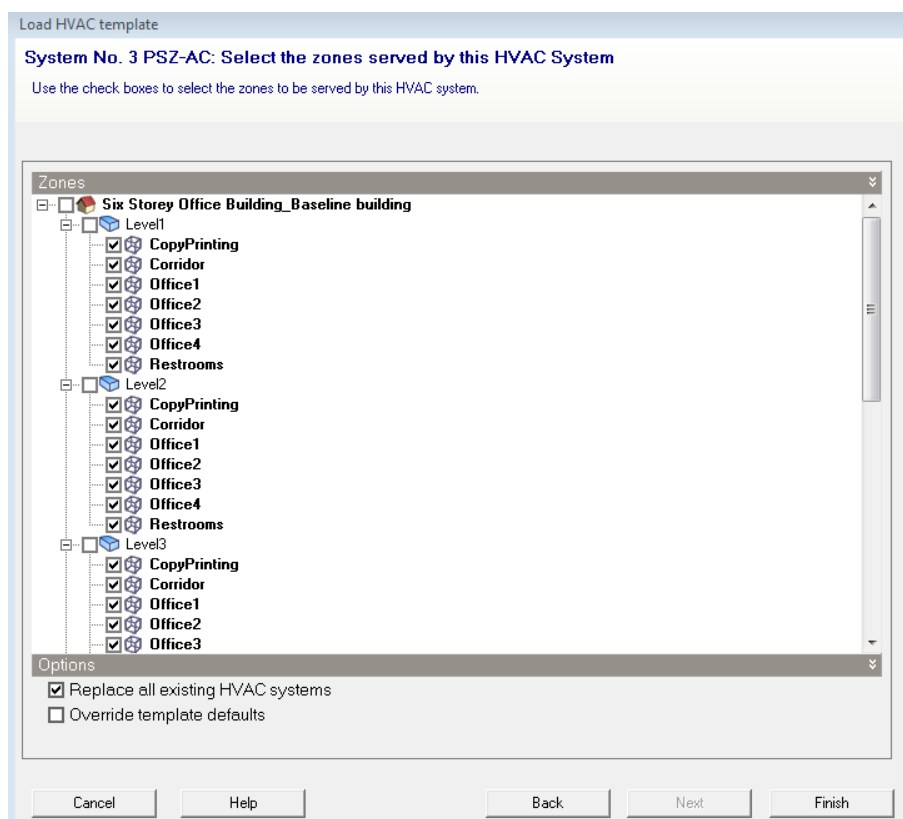 Load HVAC template
System No. 3 PSZ-AC: Select the zones served by this HVAC System
Use the check boxes to select the zones to be served by this HVAC system.
Zones
Six Storey Office Building_Baseline building
Level1
CopyPrinting
Corridor
Office1
Office2
Office3
Office4
Restrooms
Level2
CopyPrinting
Corridor
Office1
Office2
Office3
Office4
Restrooms
Level3
CopyPrinting
Corridor
Office1
Office2
Office3
Options
Replace all existing HVAC systems
Override template defaults
Cancel Help Back Next Finish